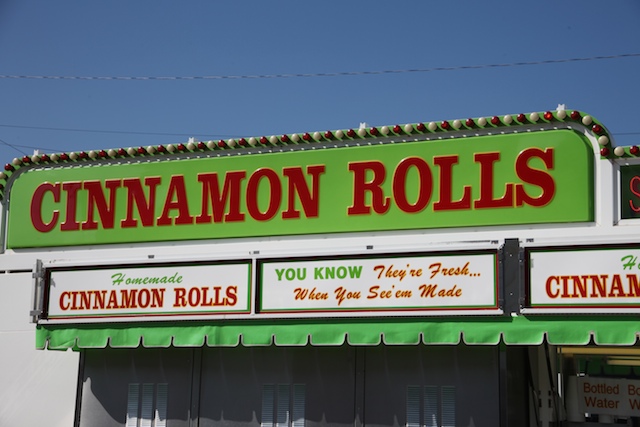 CINNAMON ROLLS
Homemade
CINNAMON ROLLS
YOU KNOW They're Fresh...
When You See'em Made
Bottled
Water